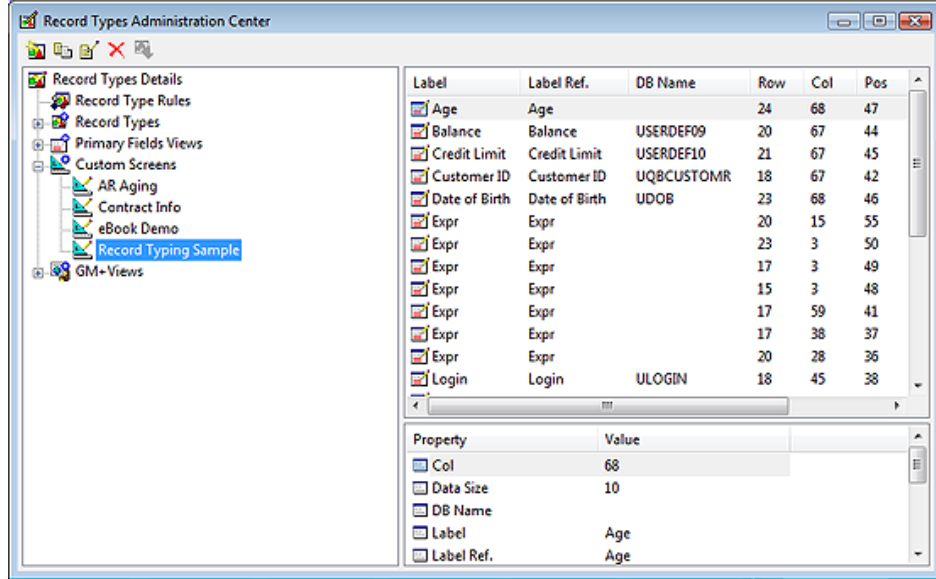 Record Types Administration Center
Record Types Details
Record Type Rules
Record Types
Primary Fields Views
Custom Screens
AR Aging
Contract Info
eBook Demo
Record Typing Sample
GM+Views
Label Label Ref. DB Name Row Col Pos
Age Age 24 68 47
Balance Balance USERDEF09 20 67 44
Credit Limit Credit Limit USERDEF10 21 67 45
Customer ID Customer ID UQBCUSTOMR 18 67 42
Date of Birth Date of Birth UDOB 23 68 46
Expr Expr 20 15 55
Expr Expr 23 3 50
Expr Expr 17 3 49
Expr Expr 15 3 48
Expr Expr 17 59 41
Expr Expr 17 38 37
Expr Expr 20 28 36
Login Login ULOGIN 18 45 38
Property Value
Col 68
Data Size 10
DB Name
Label Age
Label Ref. Age